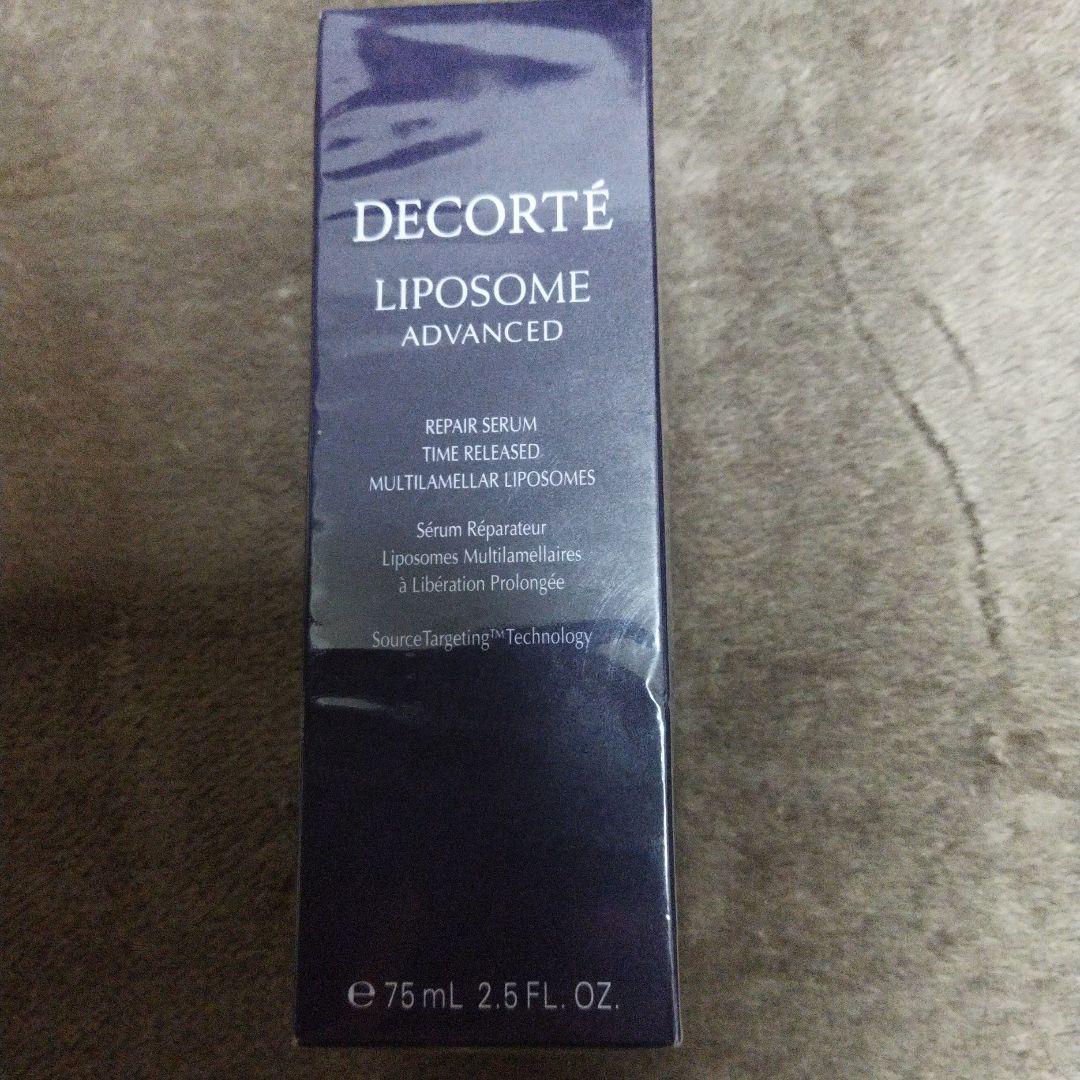 DECORTÉ
LIPOSOME
ADVANCED
REPAIR SERUM
TIME RELEASED
MULTILAMELLAR LIPOSOMES
Sérum Réparateur
Liposomes Multilamellaires
à Libération Prolongée
SourceTargeting™Technology
℮ 75 mL 2.5 FL. OZ.